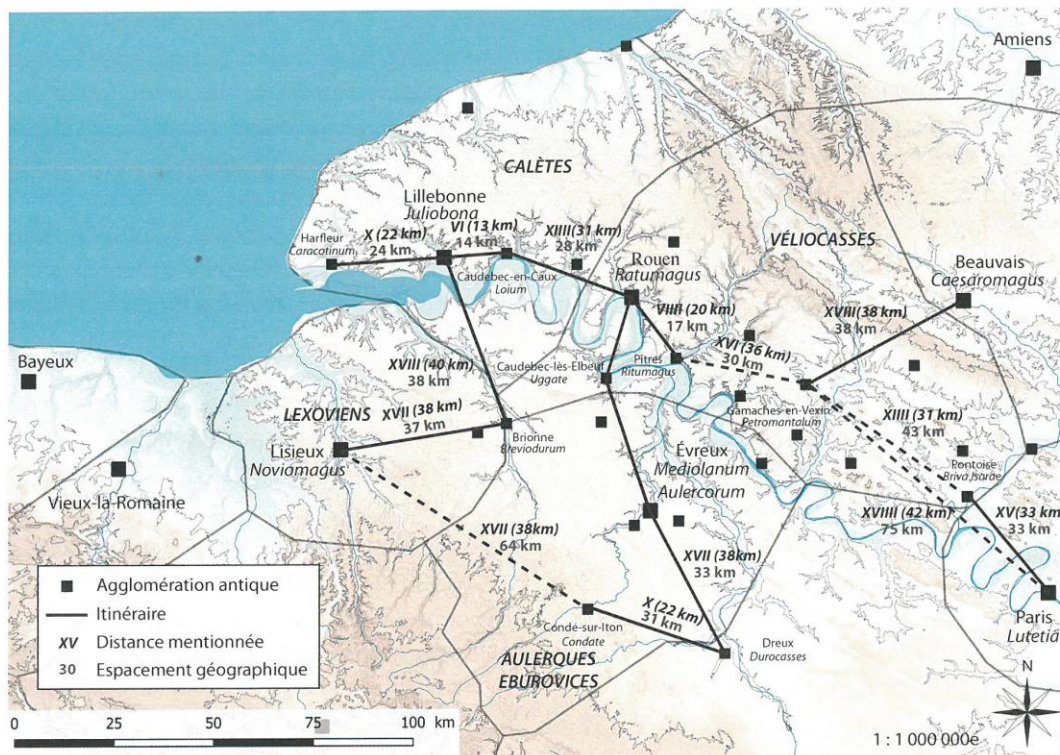 Amiens
CALÈTES
Lillebonne
Juliobona
VI (13 km)
14 km
X (22 km)
24 km
Harfleur
Caracotinum
XIIII (31 km)
28 km
Caudebec-en-Caux
Loium
VÉLIOCASSES
Rouen
Ratumagus
Beauvais
Caesaromagus
VIIII (20 km)
17 km
XVIII (38 km)
38 km
XVI (36 km)
30 km
Pîtres
Ritumagus
Bayeux
XVIII (40 km)
38 km
Caudebec-lès-Elbeuf
Uggate
LEXOVIENS
XVII (38 km)
37 km
Gamaches-en-Vexin
Petromantalum
XIIII (31 km)
43 km
Brionne
Breviodurum
Lisieux
Noviomagus
Évreux
Mediolanum
Aulercorum
Pontoise
Briva Isarae
Vieux-la-Romaine
XVIIII (42 km)
75 km
XV (33 km)
33 km
XVII (38km)
64 km
XVII (38km)
33 km
X (22 km)
31 km
Paris
Lutetia
Condé-sur-Iton
Condate
Dreux
Durocasses
AULERQUES
EBUROVICES
Agglomération antique
Itinéraire
XV Distance mentionnée
30 Espacement géographique
0 25 50 75 100 km
N
1 : 1 000 000e